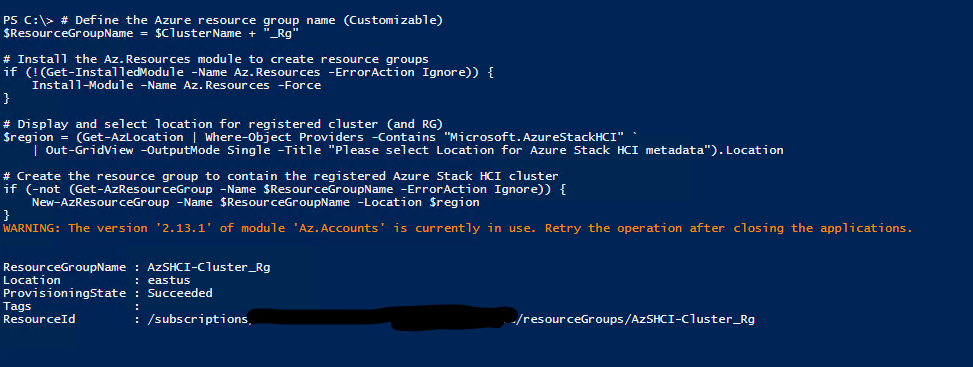 PS C:\> # Define the Azure resource group name (Customizable)
$ResourceGroupName = $ClusterName + "_Rg"
# Install the Az.Resources module to create resource groups
if (!(Get-InstalledModule -Name Az.Resources -ErrorAction Ignore)) {
    Install-Module -Name Az.Resources -Force
}
# Display and select location for registered cluster (and RG)
$region = (Get-AzLocation | Where-Object Providers -Contains "Microsoft.AzureStackHCI" `
    | Out-GridView -OutputMode Single -Title "Please select Location for Azure Stack HCI metadata").Location
# Create the resource group to contain the registered Azure Stack HCI cluster
if (-not (Get-AzResourceGroup -Name $ResourceGroupName -ErrorAction Ignore)) {
    New-AzResourceGroup -Name $ResourceGroupName -Location $region
}
WARNING: The version '2.13.1' of module 'Az.Accounts' is currently in use. Retry the operation after closing the applications.
ResourceGroupName : AzSHCI-Cluster_Rg
Location          : eastus
ProvisioningState : Succeeded
Tags              :
ResourceId        : /subscriptions /resourceGroups/AzSHCI-Cluster_Rg